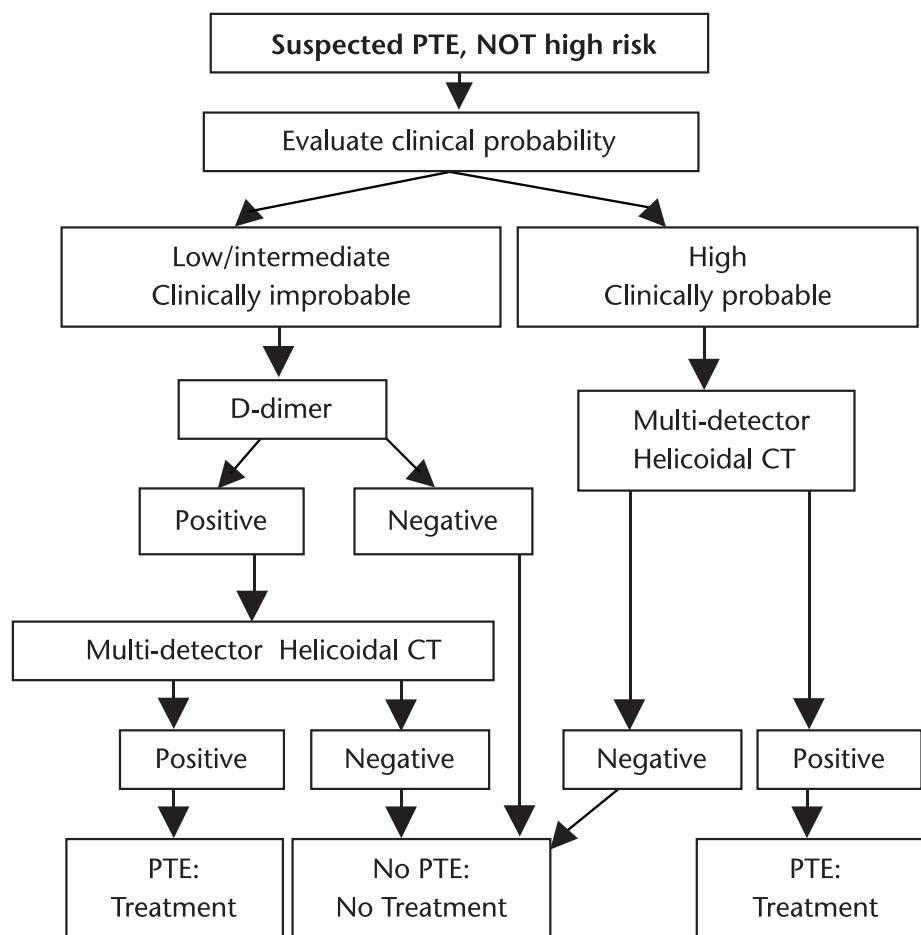 Suspected PTE, NOT high risk
Evaluate clinical probability
Low/intermediate
Clinically improbable
High
Clinically probable
D-dimer
Multi-detector
Helicoidal CT
Positive
Negative
Multi-detector Helicoidal CT
Positive
Negative
Negative
Positive
PTE:
Treatment
No PTE:
No Treatment
PTE:
Treatment